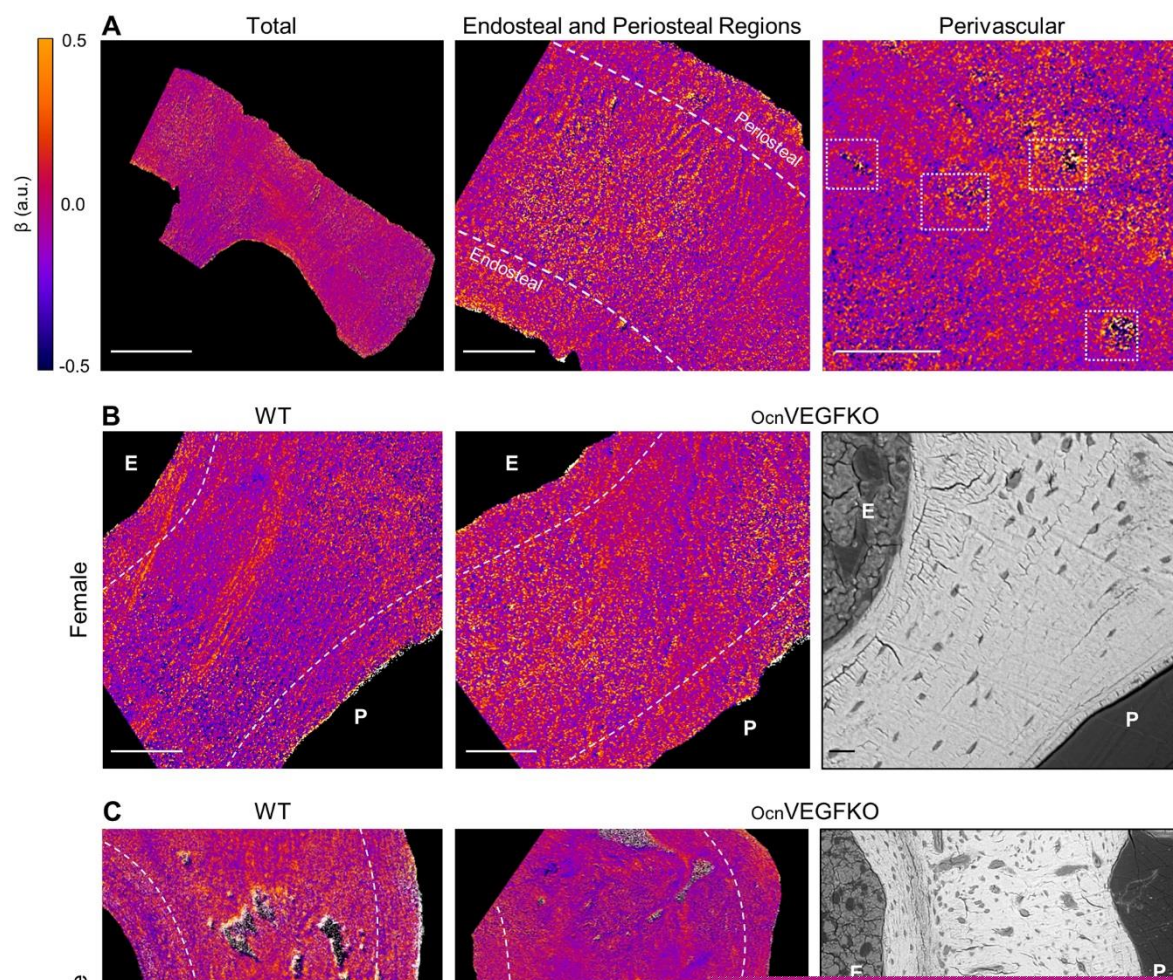 A
Total
Endosteal and Periosteal Regions
Perivascular
0.5
0.0
-0.5
β (a.u.)
Periosteal
Endosteal
B
WT
OcnVEGFKO
Female
E
P
E
P
E
P
C
WT
OcnVEGFKO